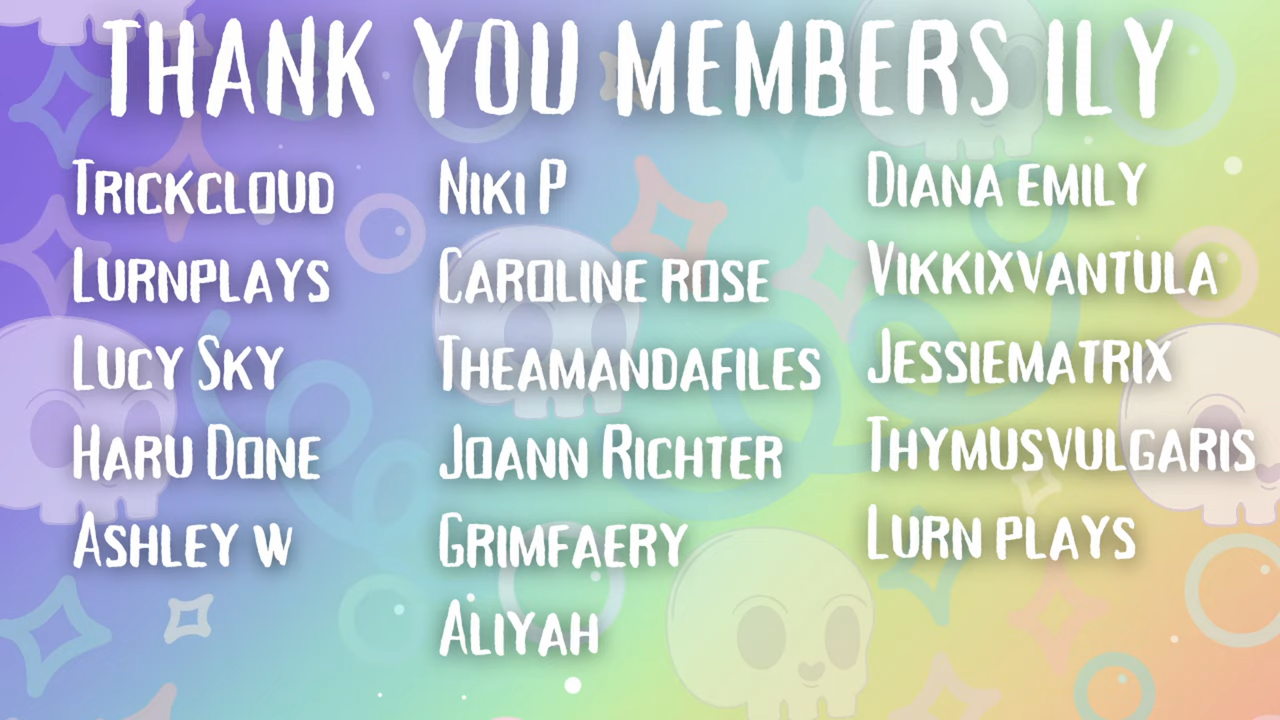 THANK YOU MEMBERS ILY
TRICKCLOUD
LURNPLAYS
LUCY SKY
HARU DONE
ASHLEY W
NIKI P
CAROLINE ROSE
THEAMANDAFILES
JOANN RICHTER
GRIMFAERY
ALIYAH
DIANA EMILY
VIKKIXVANTULA
JESSIEMATRIX
THYMUSVULGARIS
LURN PLAYS